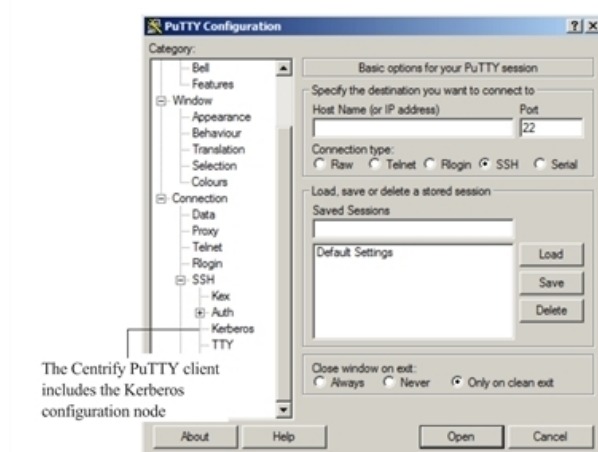 PuTTY Configuration
Category:
Bell
Features
Window
Appearance
Behaviour
Translation
Selection
Colours
Connection
Data
Proxy
Telnet
Rlogin
SSH
Kex
Auth
Kerberos
TTY
Basic options for your PuTTY session
Specify the destination you want to connect to
Host Name (or IP address) Port
22
Connection type:
Raw Telnet Rlogin SSH Serial
Load, save or delete a stored session
Saved Sessions
Default Settings
Load
Save
Delete
Close window on exit:
Always Never Only on clean exit
About Help Open Cancel
The Centrify PuTTY client
includes the Kerberos
configuration node